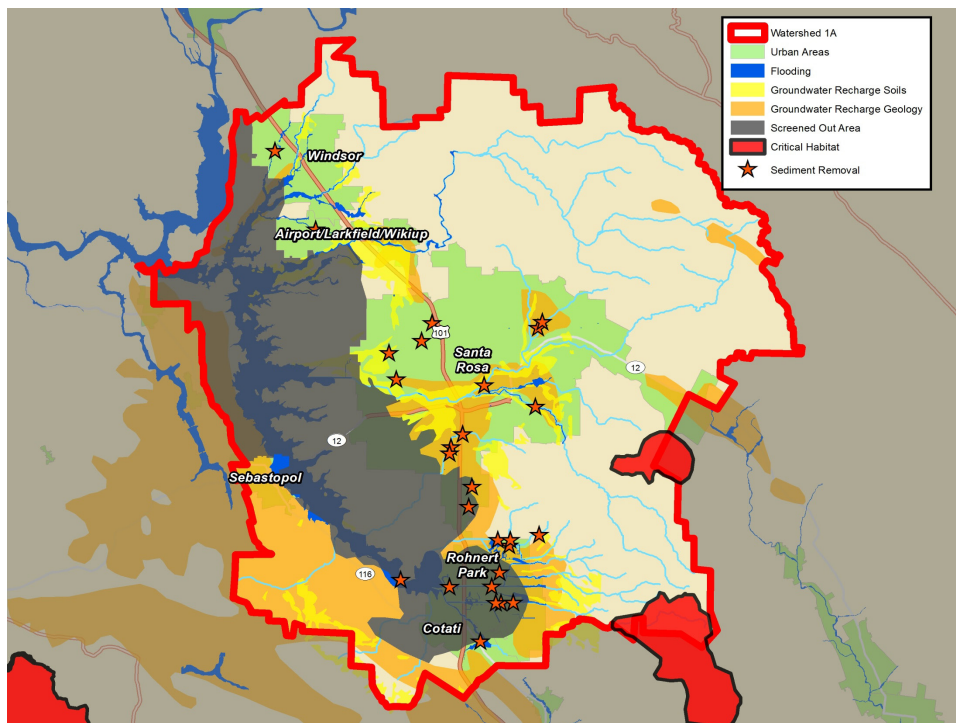 Watershed 1A
Urban Areas
Flooding
Groundwater Recharge Soils
Groundwater Recharge Geology
Screened Out Area
Critical Habitat
Sediment Removal
Windsor
Airport/Larkfield/Wikiup
101
Santa
Rosa
12
12
Sebastopol
Rohnert
Park
116
Cotati